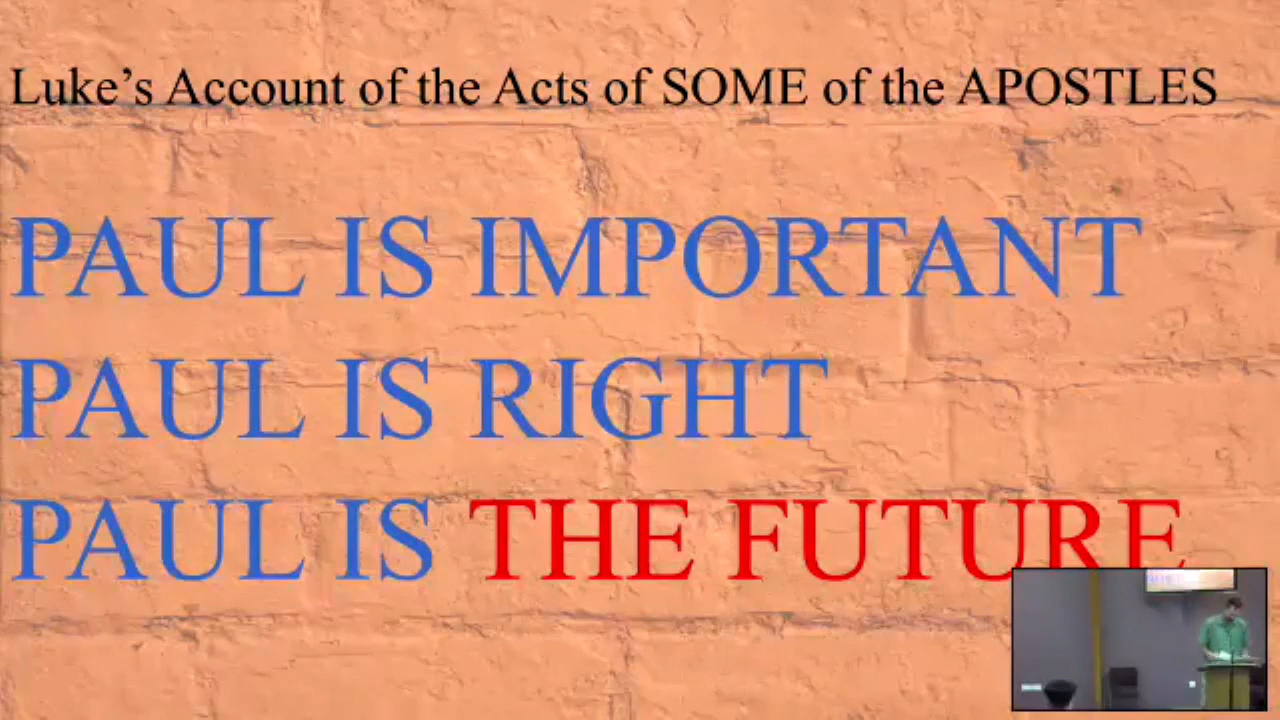 Luke’s Account of the Acts of SOME of the APOSTLES
PAUL IS IMPORTANT
PAUL IS RIGHT
PAUL IS THE FUTURE